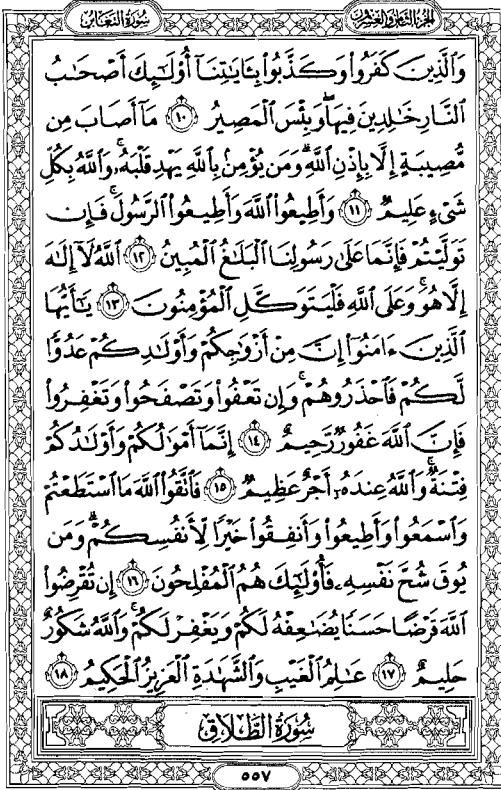 الجزء الثامن والعشرون
سورة التغابن
وَٱلَّذِينَ كَفَرُوا۟ وَكَذَّبُوا۟ بِـَٔايَـٰتِنَآ أُو۟لَـٰٓئِكَ أَصْحَـٰبُ
ٱلنَّارِ خَـٰلِدِينَ فِيهَا ۖ وَبِئْسَ ٱلْمَصِيرُ ١٠ مَآ أَصَابَ مِن
مُّصِيبَةٍ إِلَّا بِإِذْنِ ٱللَّهِ ۗ وَمَن يُؤْمِنۢ بِٱللَّهِ يَهْدِ قَلْبَهُۥ ۚ وَٱللَّهُ بِكُلِّ
شَىْءٍ عَلِيمٌ ١١ وَأَطِيعُوا۟ ٱللَّهَ وَأَطِيعُوا۟ ٱلرَّسُولَ ۚ فَإِن
تَوَلَّيْتُمْ فَإِنَّمَا عَلَىٰ رَسُولِنَا ٱلْبَلَـٰغُ ٱلْمُبِينُ ١٢ ٱللَّهُ لَآ إِلَـٰهَ
إِلَّا هُوَ ۚ وَعَلَى ٱللَّهِ فَلْيَتَوَكَّلِ ٱلْمُؤْمِنُونَ ١٣ يَـٰٓأَيُّهَا
ٱلَّذِينَ ءَامَنُوٓا۟ إِنَّ مِنْ أَزْوَٰجِكُمْ وَأَوْلَـٰدِكُمْ عَدُوًّا
لَّكُمْ فَٱحْذَرُوهُمْ ۚ وَإِن تَعْفُوا۟ وَتَصْفَحُوا۟ وَتَغْفِرُوا۟
فَإِنَّ ٱللَّهَ غَفُورٌ رَّحِيمٌ ١٤ إِنَّمَآ أَمْوَٰلُكُمْ وَأَوْلَـٰدُكُمْ
فِتْنَةٌ ۚ وَٱللَّهُ عِندَهُۥٓ أَجْرٌ عَظِيمٌ ١٥ فَٱتَّقُوا۟ ٱللَّهَ مَا ٱسْتَطَعْتُمْ
وَٱسْمَعُوا۟ وَأَطِيعُوا۟ وَأَنفِقُوا۟ خَيْرًا لِّأَنفُسِكُمْ ۗ وَمَن
يُوقَ شُحَّ نَفْسِهِۦ فَأُو۟لَـٰٓئِكَ هُمُ ٱلْمُفْلِحُونَ ١٦ إِن تُقْرِضُوا۟
ٱللَّهَ قَرْضًا حَسَنًا يُضَـٰعِفْهُ لَكُمْ وَيَغْفِرْ لَكُمْ ۚ وَٱللَّهُ شَكُورٌ
حَلِيمٌ ١٧ عَـٰلِمُ ٱلْغَيْبِ وَٱلشَّهَـٰدَةِ ٱلْعَزِيزُ ٱلْحَكِيمُ ١٨
سُورَةُ الطَّلَاقِ
٥٥٧